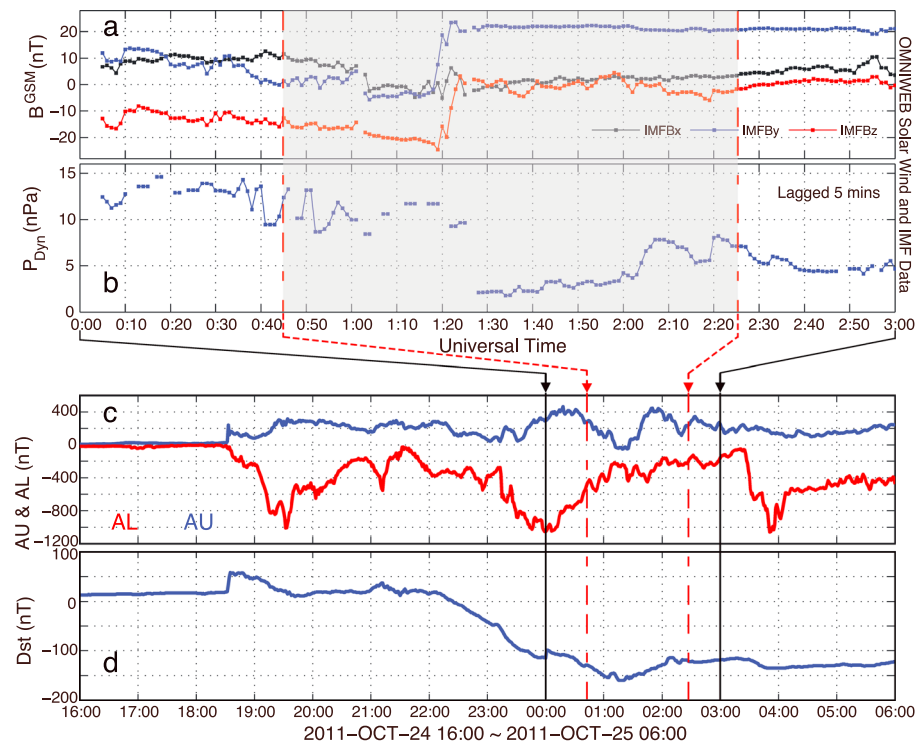 a
20
10
0
−10
−20
B GSM (nT)
IMFBx IMFBy IMFBz
OMNIWEB Solar Wind and IMF Data
15
10
5
0
P Dyn (nPa)
Lagged 5 mins
b
0:00 0:10 0:20 0:30 0:40 0:50 1:00 1:10 1:20 1:30 1:40 1:50 2:00 2:10 2:20 2:30 2:40 2:50 3:00
Universal Time
c
400
0
−400
−800
−1200
AU & AL (nT)
AL AU
100
0
−100
−200
Dst (nT)
d
16:00 17:00 18:00 19:00 20:00 21:00 22:00 23:00 00:00 01:00 02:00 03:00 04:00 05:00 06:00
2011−OCT−24 16:00 ~ 2011−OCT−25 06:00